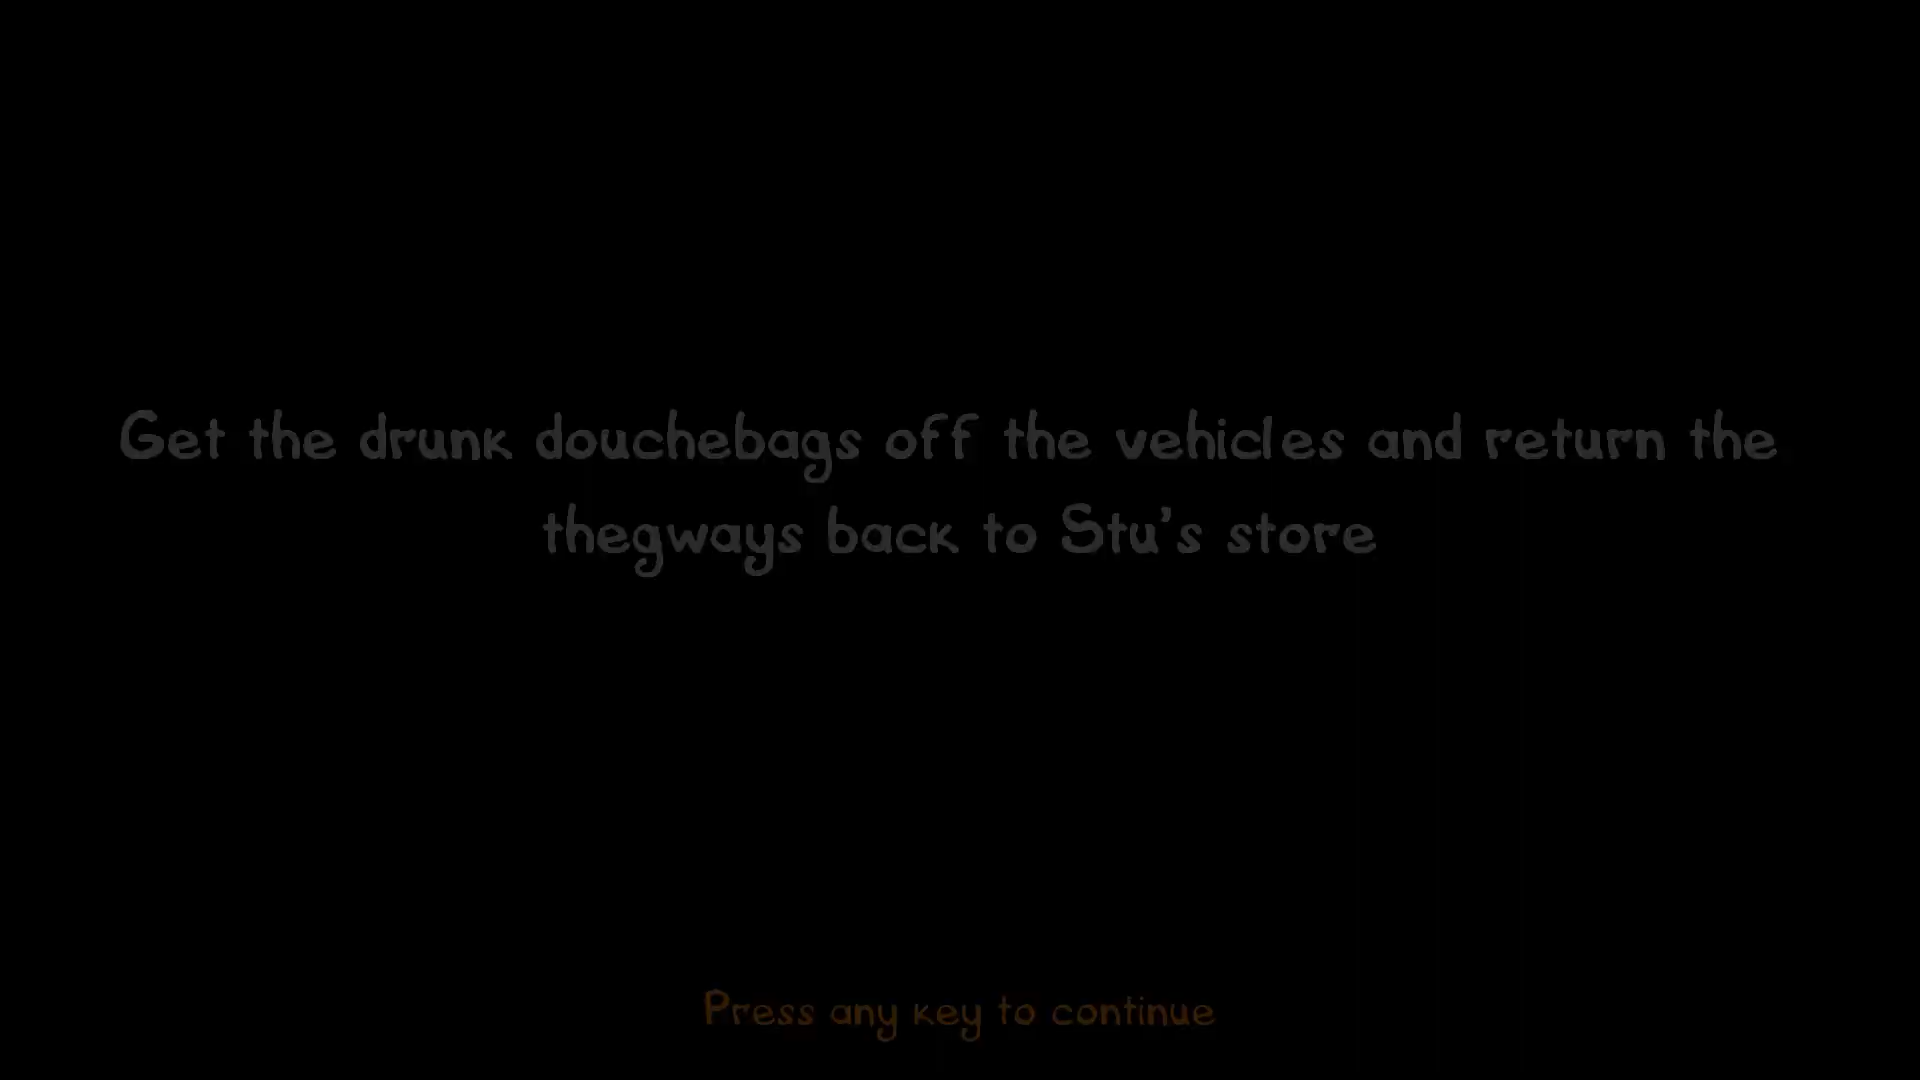 Get the drunk douchebags off the vehicles and return the
thegways back to Stu's store
Press any key to continue